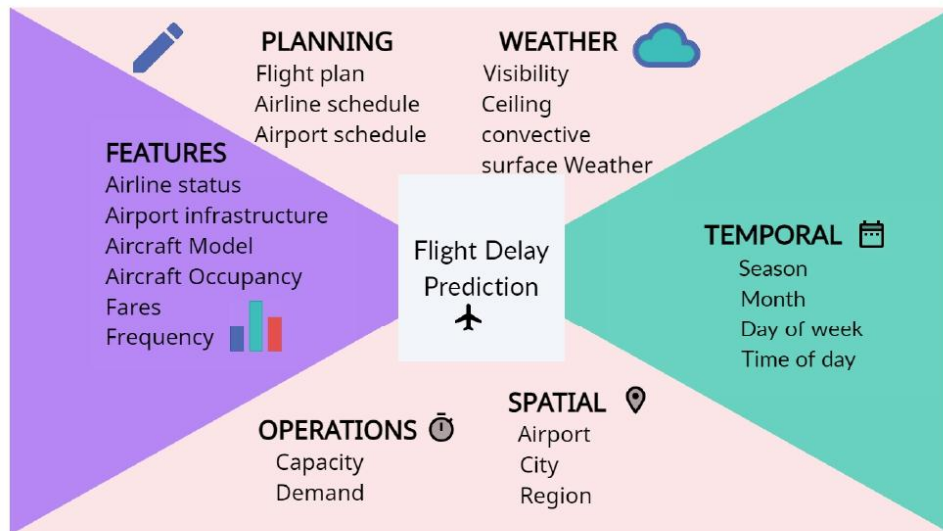 PLANNING
Flight plan
Airline schedule
Airport schedule
WEATHER
Visibility
Ceiling
convective
surface Weather
FEATURES
Airline status
Airport infrastructure
Aircraft Model
Aircraft Occupancy
Fares
Frequency
Flight Delay
Prediction
TEMPORAL
Season
Month
Day of week
Time of day
OPERATIONS
Capacity
Demand
SPATIAL
Airport
City
Region